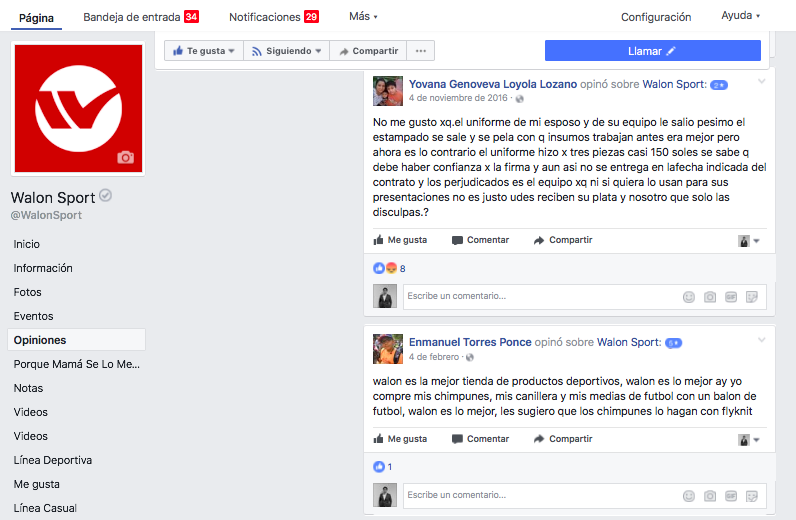 Página
Bandeja de entrada 34
Notificaciones 29
Más
Configuración
Ayuda
Te gusta
Siguiendo
Compartir
Llamar
Walon Sport
@WalonSport
Inicio
Información
Fotos
Eventos
Opiniones
Porque Mamá Se Lo Me...
Notas
Videos
Videos
Línea Deportiva
Me gusta
Línea Casual
Yovana Genoveva Loyola Lozano opinó sobre Walon Sport: 2★
4 de noviembre de 2016 ·
No me gusto xq.el uniforme de mi esposo y de su equipo le salio pesimo el
estampado se sale y se pela con q insumos trabajan antes era mejor pero
ahora es lo contrario el uniforme hizo x tres piezas casi 150 soles se sabe q
debe haber confianza x la firma y aun asi no se entrega en lafecha indicada del
contrato y los perjudicados es el equipo xq ni si quiera lo usan para sus
presentaciones no es justo udes reciben su plata y nosotro que solo las
disculpas.?
Me gusta Comentar Compartir
8
Escribe un comentario...
GIF
Enmanuel Torres Ponce opinó sobre Walon Sport: 5★
4 de febrero ·
walon es la mejor tienda de productos deportivos, walon es lo mejor ay yo
compre mis chimpunes, mis canillera y mis medias de futbol con un balon de
futbol, walon es lo mejor, les sugiero que los chimpunes lo hagan con flyknit
Me gusta Comentar Compartir
1
Escribe un comentario...
GIF